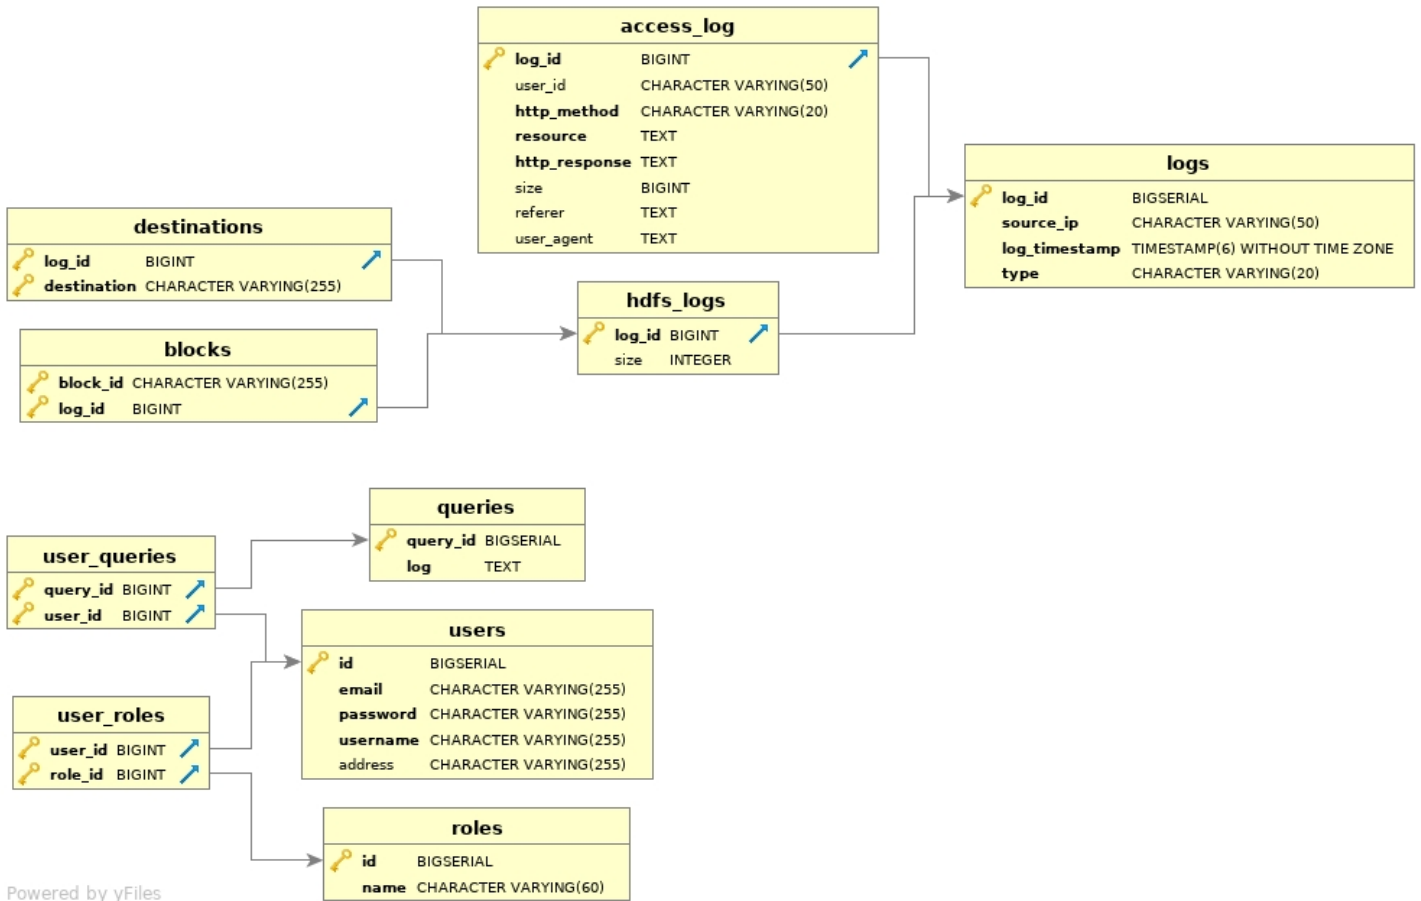 access_log
log_id BIGINT
user_id CHARACTER VARYING(50)
http_method CHARACTER VARYING(20)
resource TEXT
http_response TEXT
size BIGINT
referer TEXT
user_agent TEXT
logs
log_id BIGSERIAL
source_ip CHARACTER VARYING(50)
log_timestamp TIMESTAMP(6) WITHOUT TIME ZONE
type CHARACTER VARYING(20)
destinations
log_id BIGINT
destination CHARACTER VARYING(255)
hdfs_logs
log_id BIGINT
size INTEGER
blocks
block_id CHARACTER VARYING(255)
log_id BIGINT
queries
query_id BIGSERIAL
log TEXT
user_queries
query_id BIGINT
user_id BIGINT
users
id BIGSERIAL
email CHARACTER VARYING(255)
password CHARACTER VARYING(255)
username CHARACTER VARYING(255)
address CHARACTER VARYING(255)
user_roles
user_id BIGINT
role_id BIGINT
roles
id BIGSERIAL
name CHARACTER VARYING(60)
Powered by yFiles